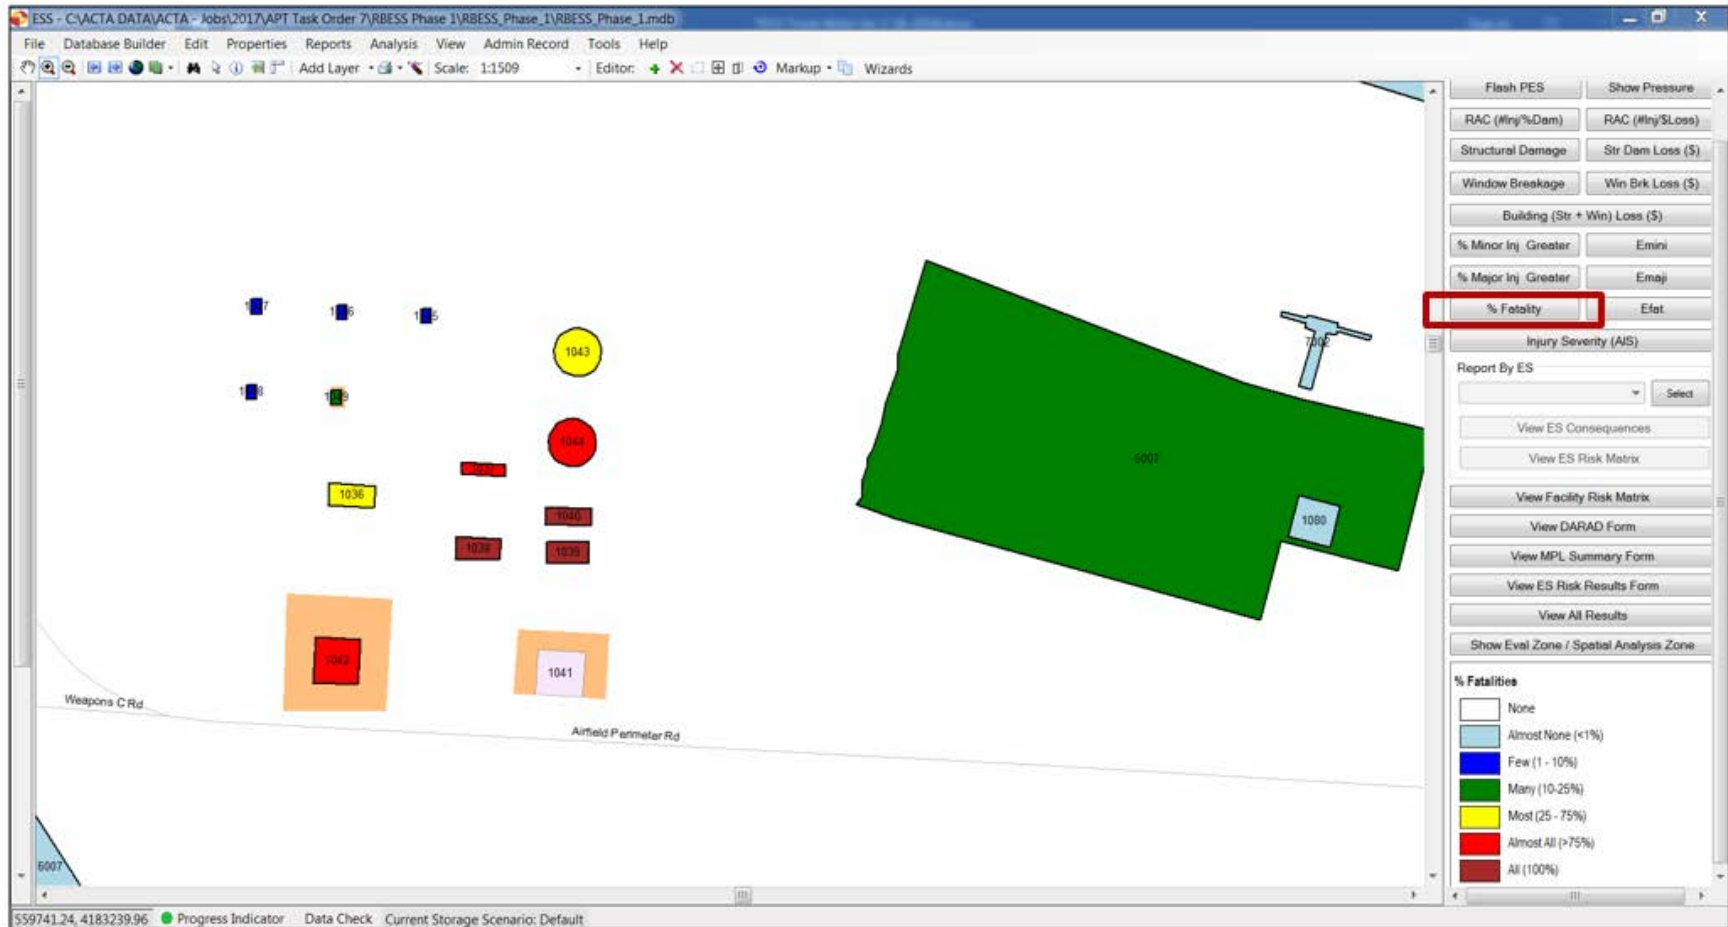 ESS - C:\ACTA DATA\ACTA - Jobs\2017\APT Task Order 7\RBESS Phase 1\RBESS_Phase_1\RBESS_Phase_1.mdb
File Database Builder Edit Properties Reports Analysis View Admin Record Tools Help
Add Layer Scale: 1:1509 Editor: Markup Wizards
Flash PES Show Pressure
RAC (#Inj/%Dam) RAC (#Inj/$Loss)
Structural Damage Str Dam Loss ($)
Window Breakage Win Brk Loss ($)
Building (Str + Win) Loss ($)
% Minor Inj Greater Emini
% Major Inj Greater Emaji
% Fatality Efat
Injury Severity (AIS)
Report By ES
Select
View ES Consequences
View ES Risk Matrix
View Facility Risk Matrix
View DARAD Form
View MPL Summary Form
View ES Risk Results Form
View All Results
Show Eval Zone / Spatial Analysis Zone
% Fatalities
None
Almost None (<1%)
Few (1 - 10%)
Many (10-25%)
Most (25 - 75%)
Almost All (>75%)
All (100%)
1043
7002
1044
1036
1040
1038
1039
1080
1042
1041
Weapons C Rd
Airfield Perimeter Rd
6007
559741.24, 4183239.96 Progress Indicator Data Check Current Storage Scenario: Default